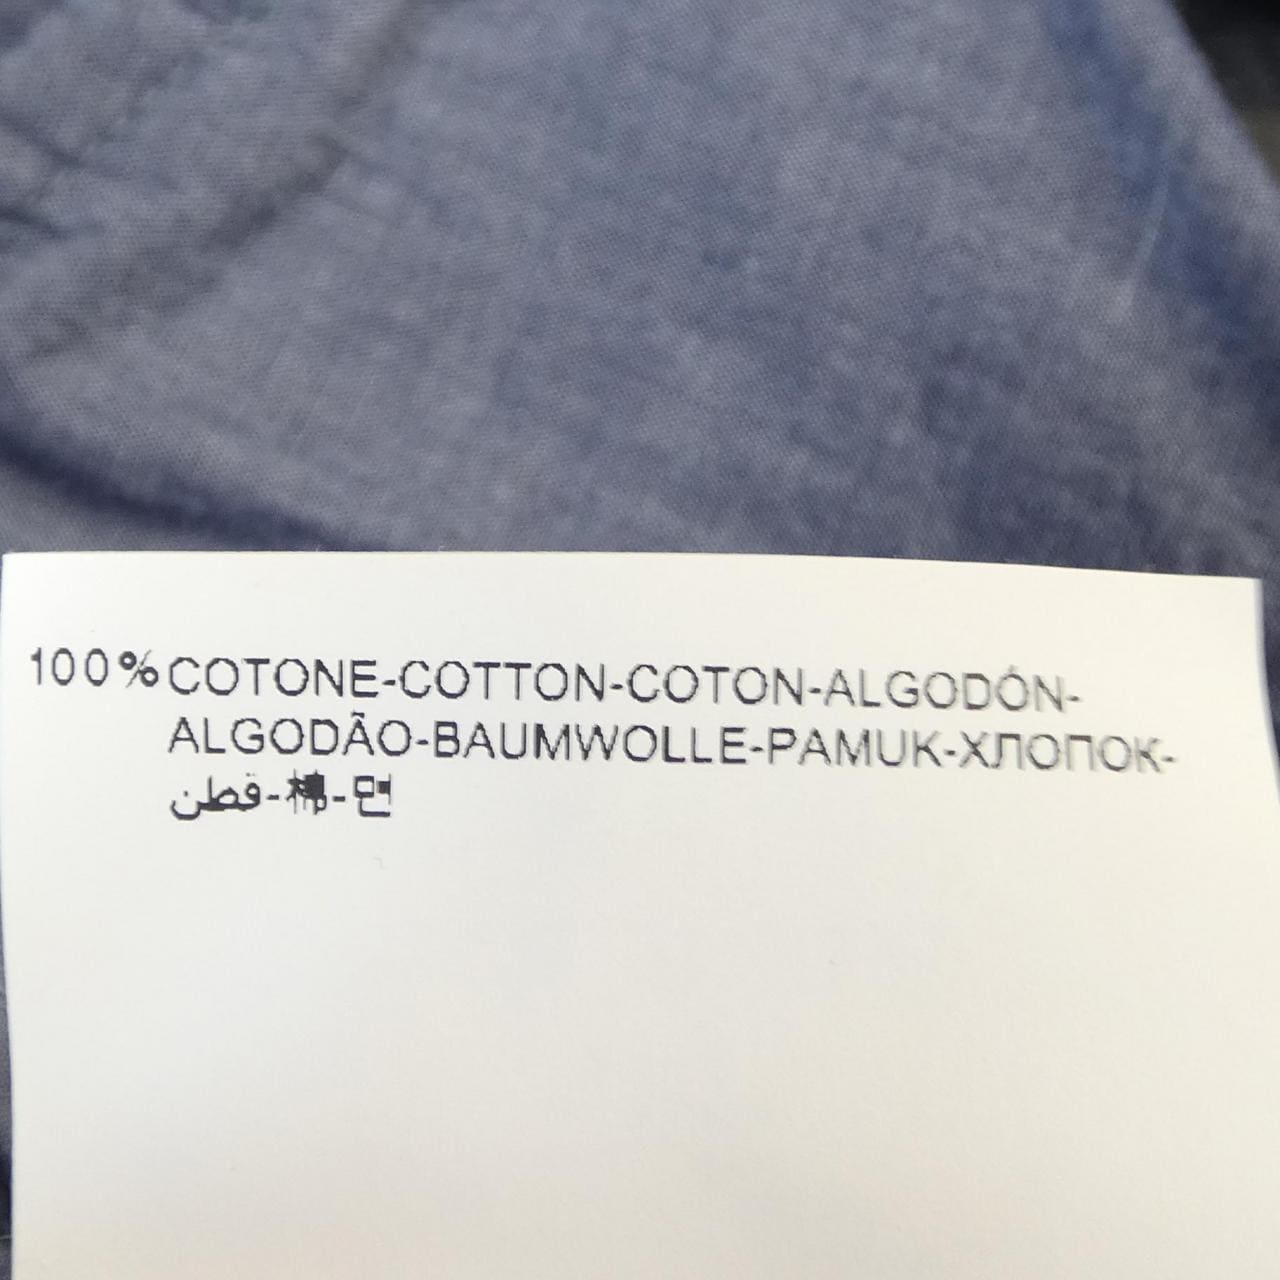 100% COTONE-COTTON-COTON-ALGODÓN-
ALGODÃO-BAUMWOLLE-PAMUK-ХЛОПОК-
قطن-棉-면